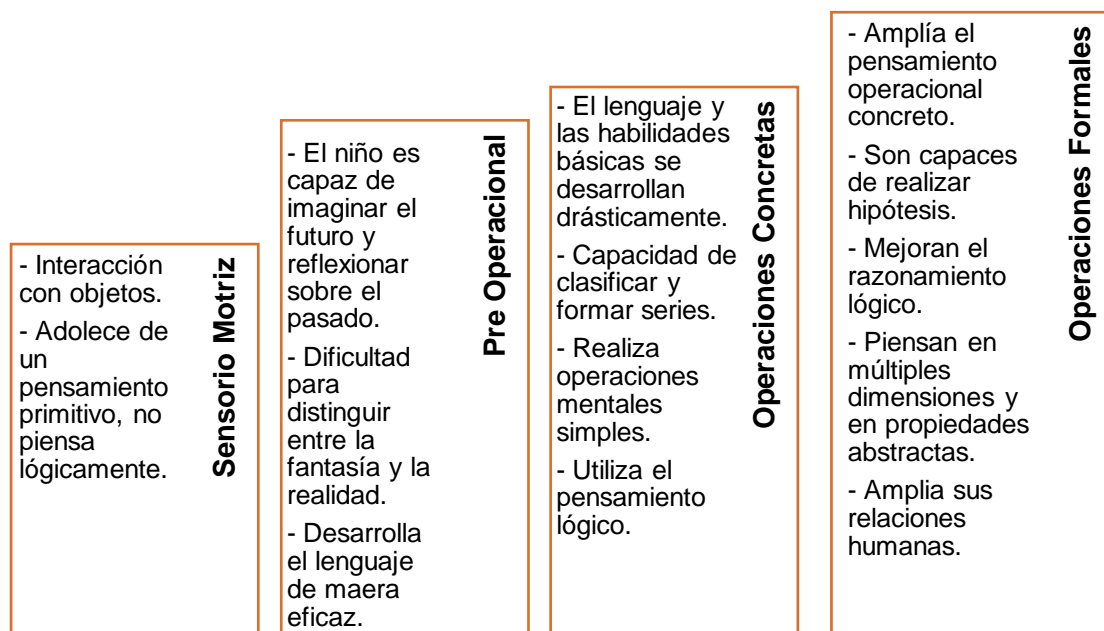 - Interacción
con objetos.
- Adolece de
un
pensamiento
primitivo, no
piensa
lógicamente.
Sensorio Motriz
- El niño es
capaz de
imaginar el
futuro y
reflexionar
sobre el
pasado.
- Dificultad
para
distinguir
entre la
fantasía y la
realidad.
- Desarrolla
el lenguaje
de maera
eficaz.
Pre Operacional
- El lenguaje y
las habilidades
básicas se
desarrollan
drásticamente.
- Capacidad de
clasificar y
formar series.
- Realiza
operaciones
mentales
simples.
- Utiliza el
pensamiento
lógico.
Operaciones Concretas
- Amplía el
pensamiento
operacional
concreto.
- Son capaces
de realizar
hipótesis.
- Mejoran el
razonamiento
lógico.
- Piensan en
múltiples
dimensiones y
en propiedades
abstractas.
- Amplia sus
relaciones
humanas.
Operaciones Formales